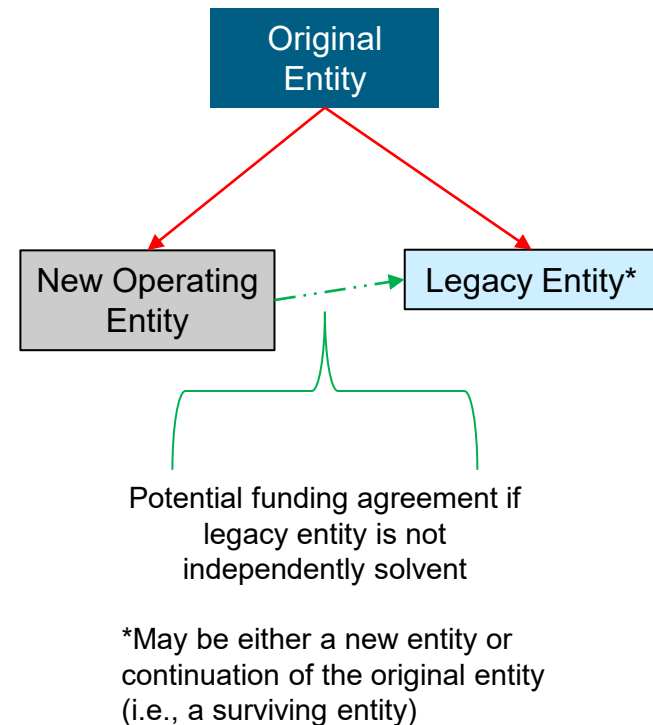 Original
Entity
New Operating
Entity
Legacy Entity*
Potential funding agreement if
legacy entity is not
independently solvent
*May be either a new entity or
continuation of the original entity
(i.e., a surviving entity)